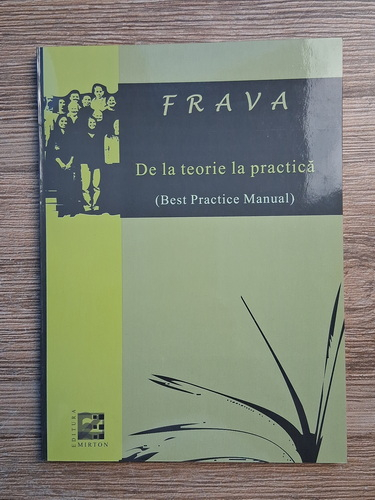 FRAVA
De la teorie la practică
(Best Practice Manual)
EDITURA
MIRTON